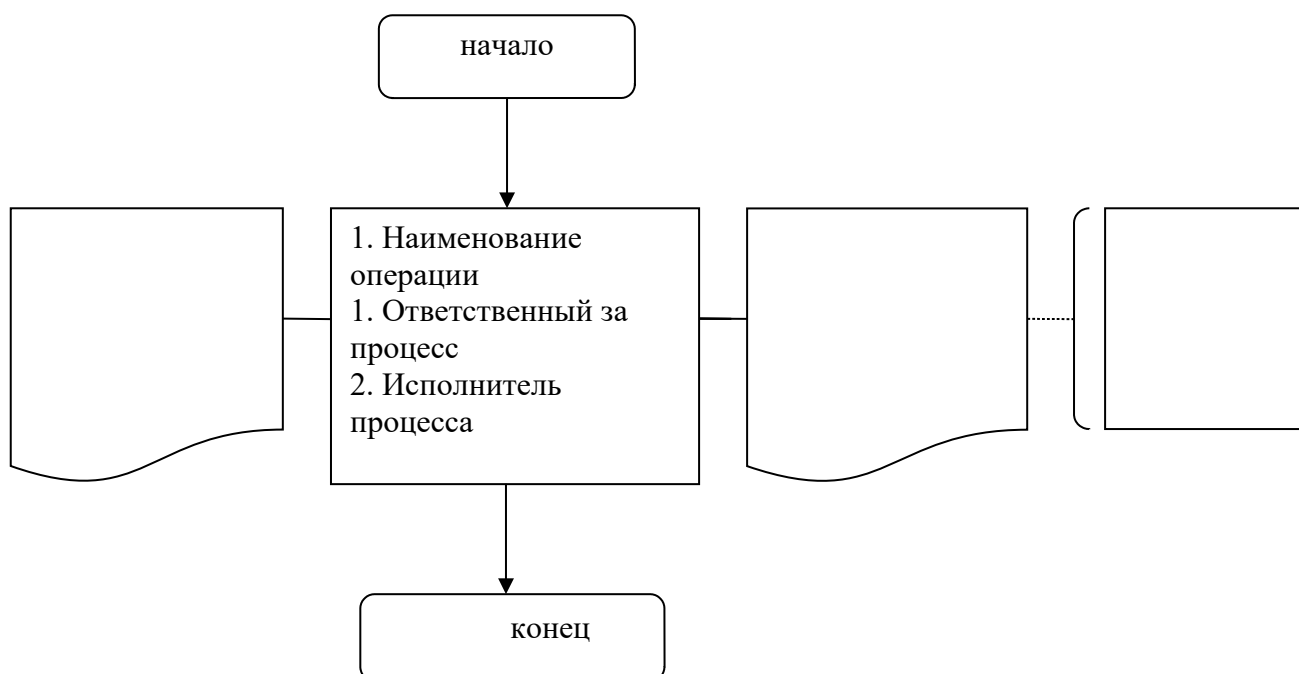 начало
1. Наименование
операции
1. Ответственный за
процесс
2. Исполнитель
процесса
конец